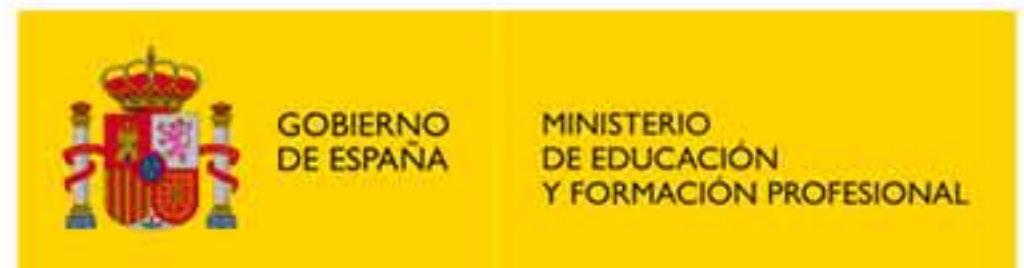 GOBIERNO
DE ESPAÑA
MINISTERIO
DE EDUCACIÓN
Y FORMACIÓN PROFESIONAL